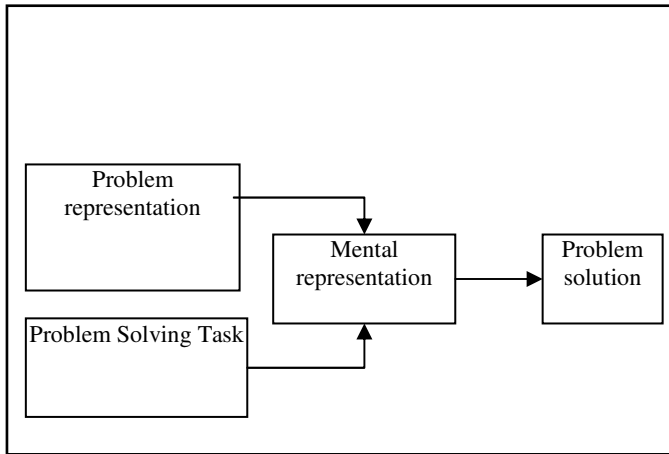 Problem
representation
Mental
representation
Problem
solution
Problem Solving Task